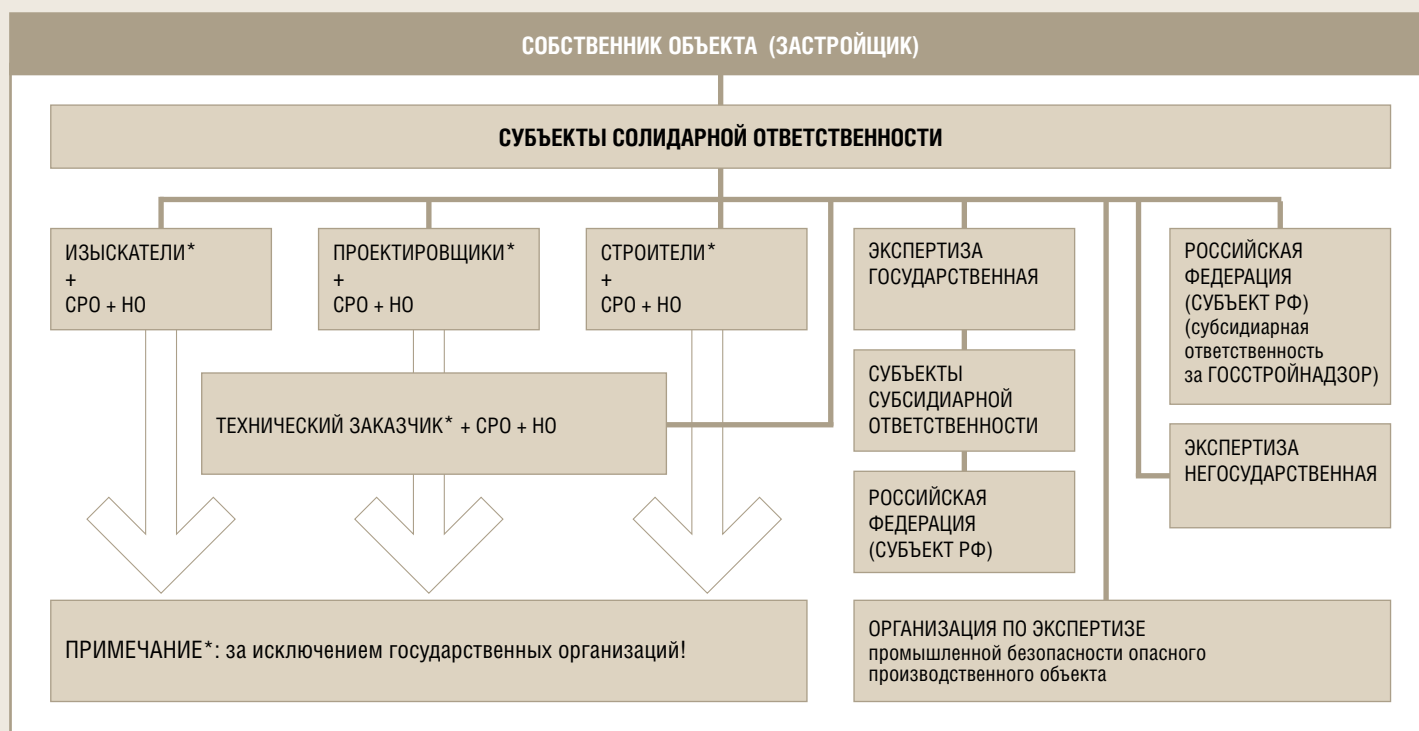 СОБСТВЕННИК ОБЪЕКТА (ЗАСТРОЙЩИК)
СУБЪЕКТЫ СОЛИДАРНОЙ ОТВЕТСТВЕННОСТИ
ИЗЫСКАТЕЛИ*
+
СРО + НО
ПРОЕКТИРОВЩИКИ*
+
СРО + НО
СТРОИТЕЛИ*
+
СРО + НО
ЭКСПЕРТИЗА
ГОСУДАРСТВЕННАЯ
РОССИЙСКАЯ
ФЕДЕРАЦИЯ
(СУБЪЕКТ РФ)
(субсидиарная
ответственность
за ГОССТРОЙНАДЗОР)
ТЕХНИЧЕСКИЙ ЗАКАЗЧИК* + СРО + НО
СУБЪЕКТЫ
СУБСИДИАРНОЙ
ОТВЕТСТВЕННОСТИ
ЭКСПЕРТИЗА
НЕГОСУДАРСТВЕННАЯ
РОССИЙСКАЯ
ФЕДЕРАЦИЯ
(СУБЪЕКТ РФ)
ПРИМЕЧАНИЕ*: за исключением государственных организаций!
ОРГАНИЗАЦИЯ ПО ЭКСПЕРТИЗЕ
промышленной безопасности опасного
производственного объекта